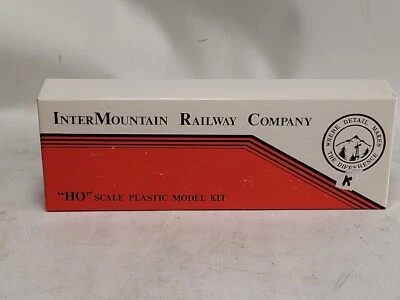 INTERMOUNTAIN RAILWAY COMPANY
WHERE DETAIL MAKES
THE DIFFERENCE
K
"HO" SCALE PLASTIC MODEL KIT